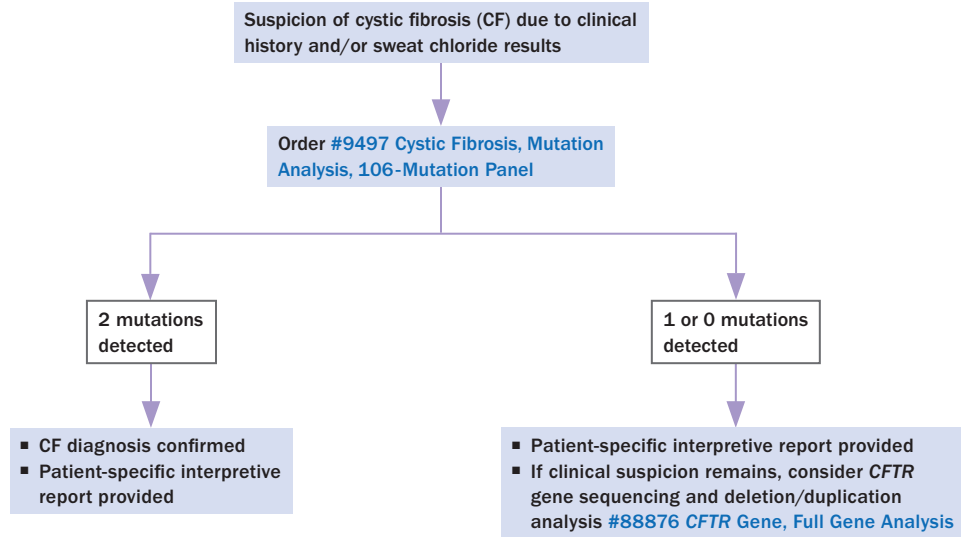 Suspicion of cystic fibrosis (CF) due to clinical
history and/or sweat chloride results
Order #9497 Cystic Fibrosis, Mutation
Analysis, 106-Mutation Panel
2 mutations
detected
1 or 0 mutations
detected
▪ CF diagnosis confirmed
▪ Patient-specific interpretive
report provided
▪ Patient-specific interpretive report provided
▪ If clinical suspicion remains, consider CFTR
gene sequencing and deletion/duplication
analysis #88876 CFTR Gene, Full Gene Analysis